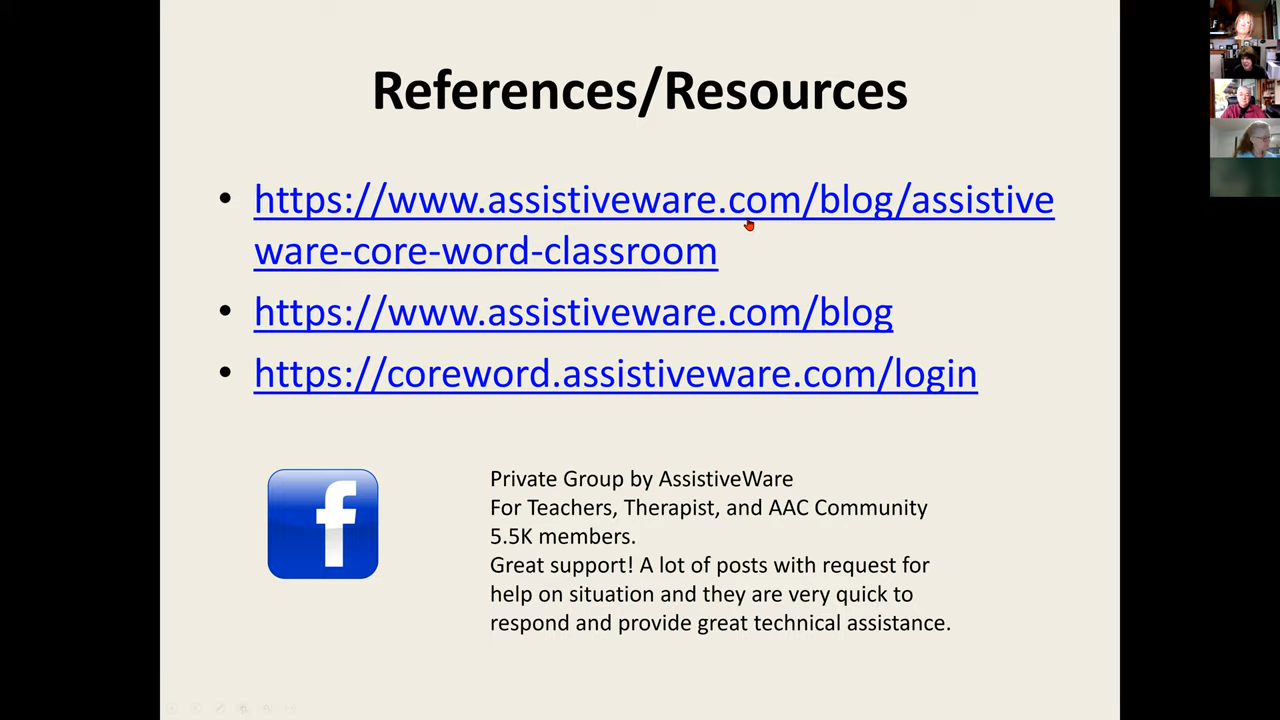 References/Resources
• https://www.assistiveware.com/blog/assistive
ware-core-word-classroom
• https://www.assistiveware.com/blog
• https://coreword.assistiveware.com/login
f
Private Group by AssistiveWare
For Teachers, Therapist, and AAC Community
5.5K members.
Great support! A lot of posts with request for
help on situation and they are very quick to
respond and provide great technical assistance.